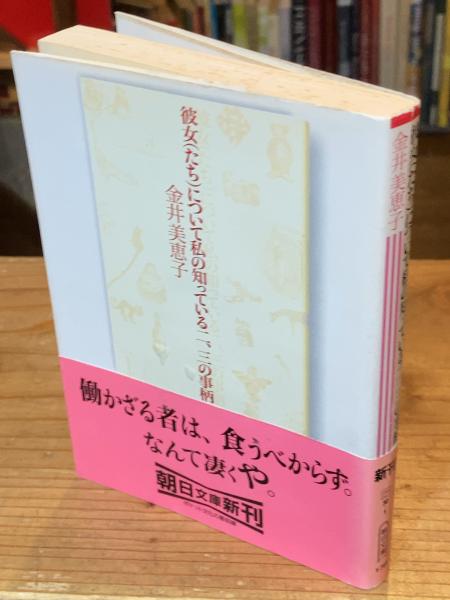 彼女(たち)について私の知っている二、三の事柄
金井美恵子
働かざる者は、食うべからず。
なんて凄くや。
朝日文庫新刊
金井美恵子
新刊